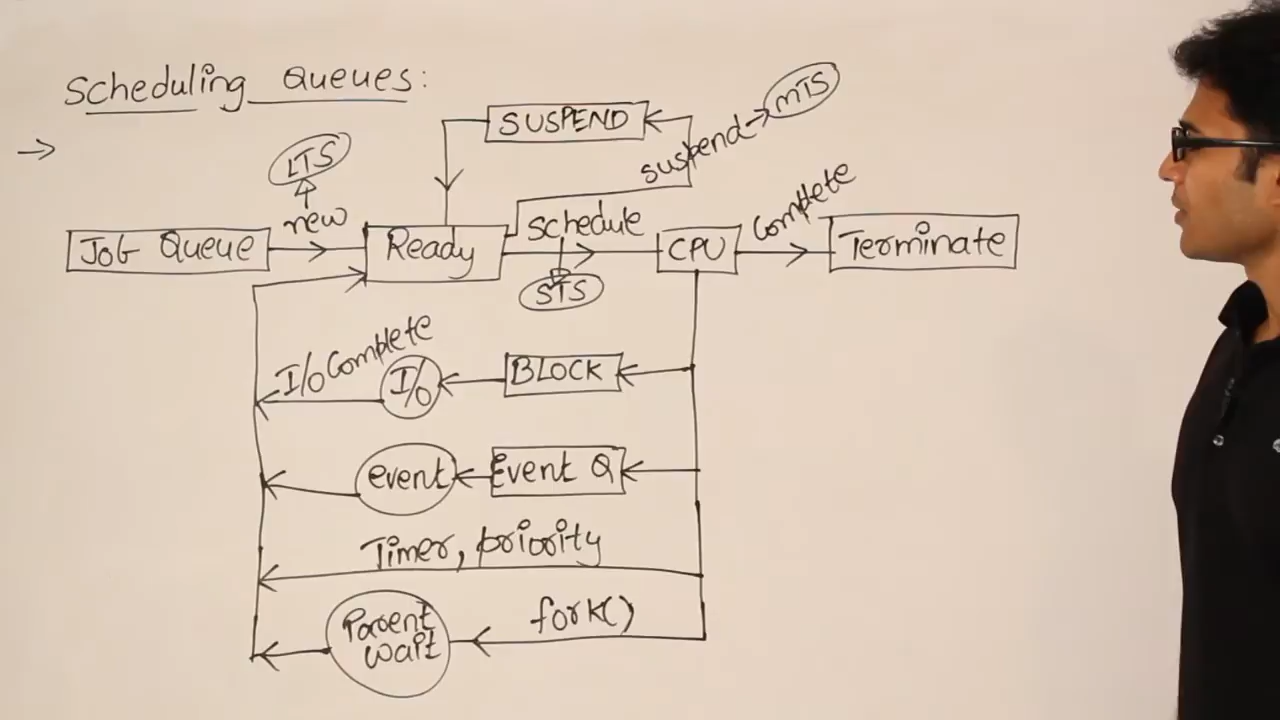 Scheduling Queues:
SUSPEND
suspend → MTS
LTS
new
Schedule
Complete
Job Queue
Ready
CPU
Terminate
STS
I/O Complete
I/O
BLOCK
event
Event Q
Timer, priority
fork()
Parent
wait